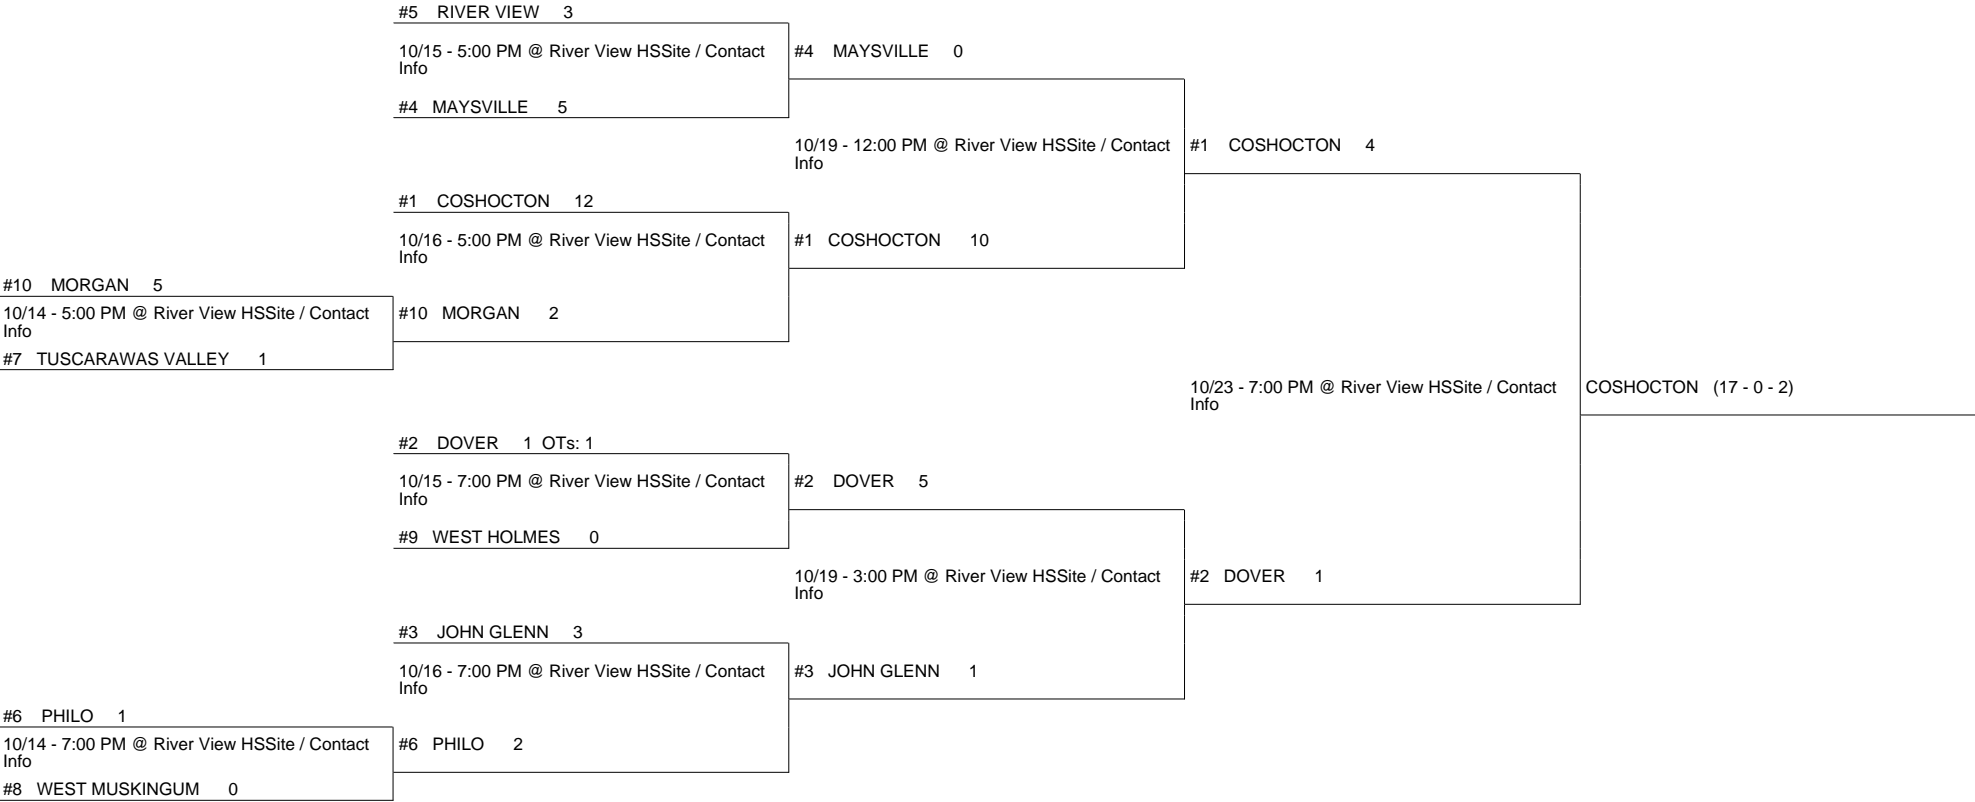 #5 RIVER VIEW 3
10/15 - 5:00 PM @ River View HSSite / Contact
Info
#4 MAYSVILLE 5
#4 MAYSVILLE 0
10/19 - 12:00 PM @ River View HSSite / Contact
Info
#1 COSHOCTON 4
#1 COSHOCTON 12
10/16 - 5:00 PM @ River View HSSite / Contact
Info
#1 COSHOCTON 10
#10 MORGAN 5
10/14 - 5:00 PM @ River View HSSite / Contact
Info
#7 TUSCARAWAS VALLEY 1
#10 MORGAN 2
10/23 - 7:00 PM @ River View HSSite / Contact
Info
COSHOCTON (17 - 0 - 2)
#2 DOVER 1 OTs: 1
10/15 - 7:00 PM @ River View HSSite / Contact
Info
#9 WEST HOLMES 0
#2 DOVER 5
10/19 - 3:00 PM @ River View HSSite / Contact
Info
#2 DOVER 1
#3 JOHN GLENN 3
10/16 - 7:00 PM @ River View HSSite / Contact
Info
#3 JOHN GLENN 1
#6 PHILO 1
10/14 - 7:00 PM @ River View HSSite / Contact
Info
#8 WEST MUSKINGUM 0
#6 PHILO 2